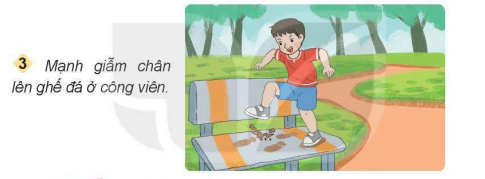 3 Mạnh giẫm chân
lên ghế đá ở công viên.